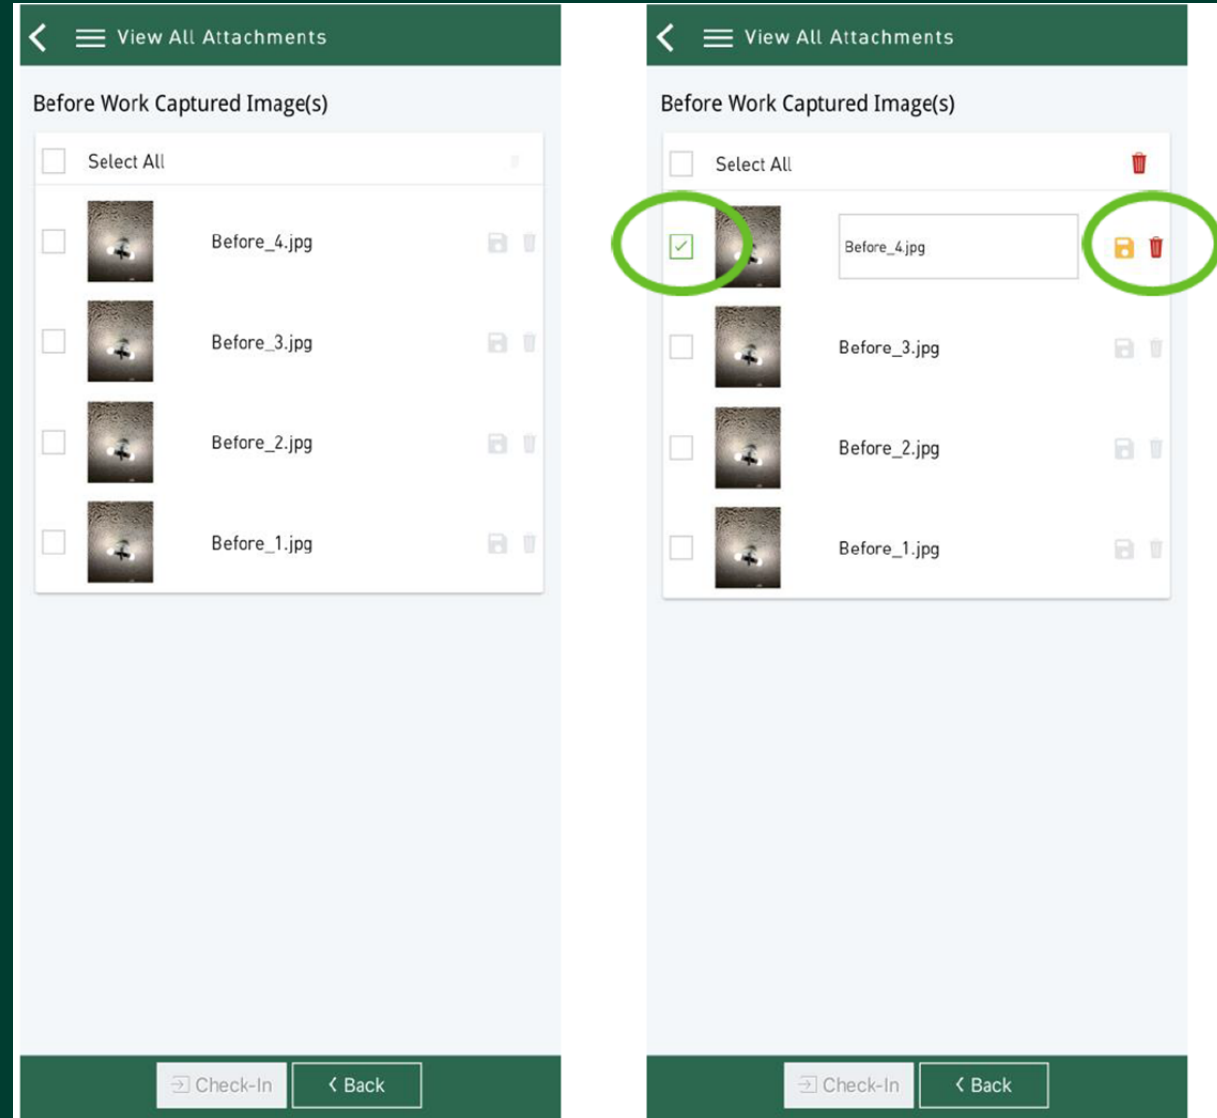 View All Attachments
Before Work Captured Image(s)
Select All
Before_4.jpg
Before_3.jpg
Before_2.jpg
Before_1.jpg
Check-In
Back
View All Attachments
Before Work Captured Image(s)
Select All
Before_4.jpg
Before_3.jpg
Before_2.jpg
Before_1.jpg
Check-In
Back